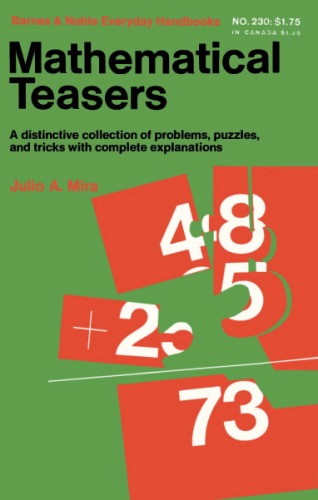 Barnes & Noble Everyday Handbooks
NO. 230: $1.75
IN CANADA $1.95
Mathematical
Teasers
A distinctive collection of problems, puzzles,
and tricks with complete explanations
Julio A. Mira
48
+25
73